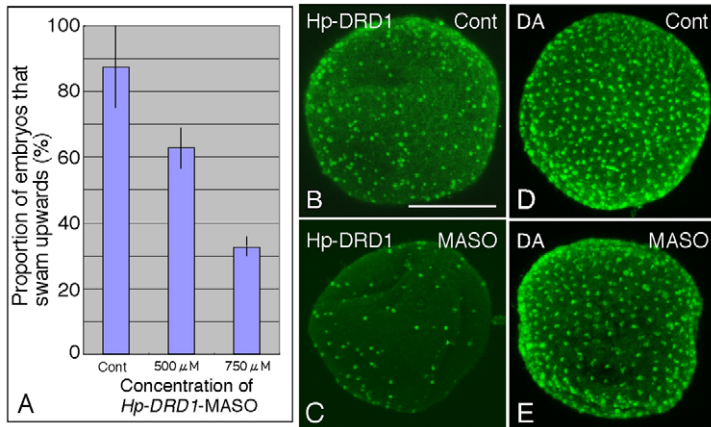 100
80
60
40
20
0
Proportion of embryos that
swam upwards (%)
Cont
500 μM
750 μM
Concentration of
Hp-DRD1-MASO
A
Hp-DRD1 Cont
B
DA Cont
D
Hp-DRD1 MASO
C
DA MASO
E